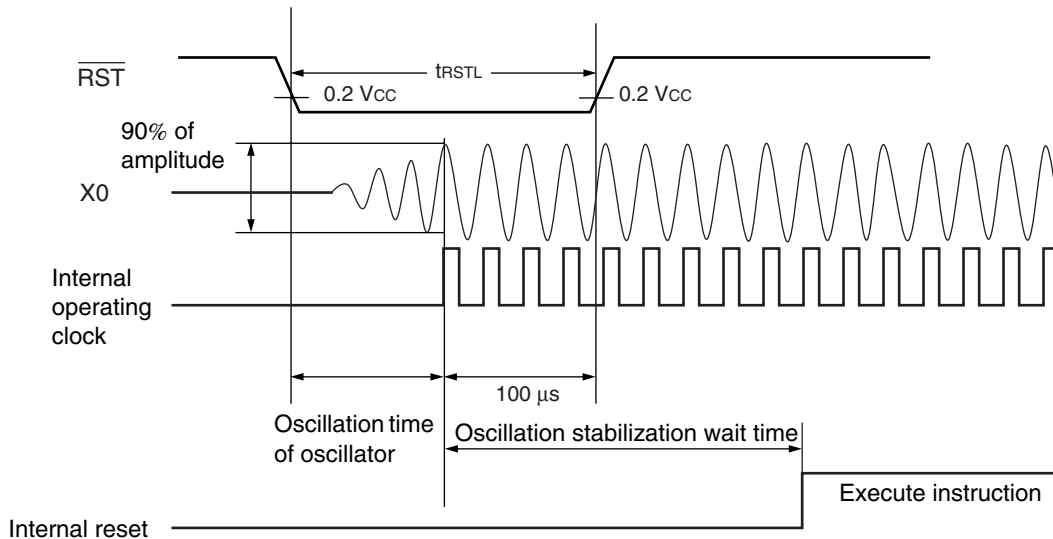 tRSTL
RST
0.2 VCC
0.2 VCC
90% of
amplitude
X0
Internal
operating
clock
100 μs
Oscillation time
of oscillator
Oscillation stabilization wait time
Execute instruction
Internal reset